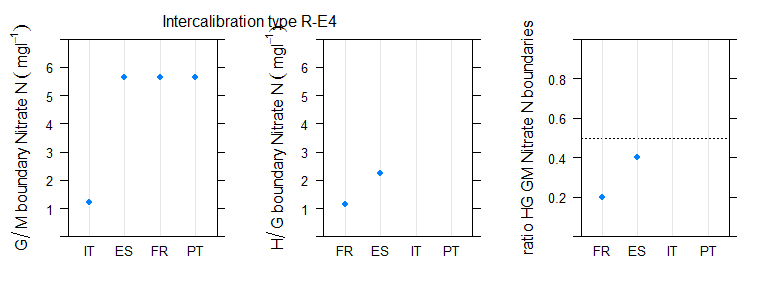 Intercalibration type R-E4
G/M boundary Nitrate N ( mgl⁻¹)
6
5
4
3
2
1
IT ES FR PT
H/G boundary Nitrate N ( mgl⁻¹)
6
5
4
3
2
1
FR ES IT PT
ratio HG GM Nitrate N boundaries
0.8
0.6
0.4
0.2
FR ES IT PT